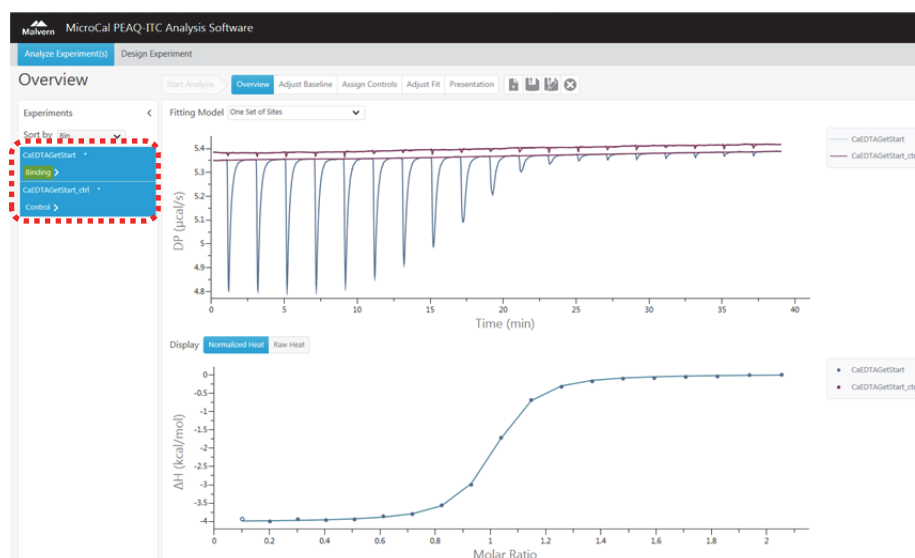 Malvern MicroCal PEAQ-ITC Analysis Software
Analyze Experiment(s) Design Experiment
Overview
Start Analysis Overview Adjust Baseline Assign Controls Adjust Fit Presentation
Experiments
Fitting Model One Set of Sites
Sort by Bin
CaEDTAGetStart *
Binding
CaEDTAGetStart_ctrl *
Control
5.4
5.3
5.2
5.1
5
4.9
4.8
DP (µcal/s)
0 5 10 15 20 25 30 35 40
Time (min)
CaEDTAGetStart
CaEDTAGetStart_ctr
Display Normalized Heat Raw Heat
0
-0.5
-1
-1.5
-2
-2.5
-3
-3.5
-4
ΔH (kcal/mol)
0 0.2 0.4 0.6 0.8 1 1.2 1.4 1.6 1.8 2
Molar Ratio
CaEDTAGetStart
CaEDTAGetStart_ctr